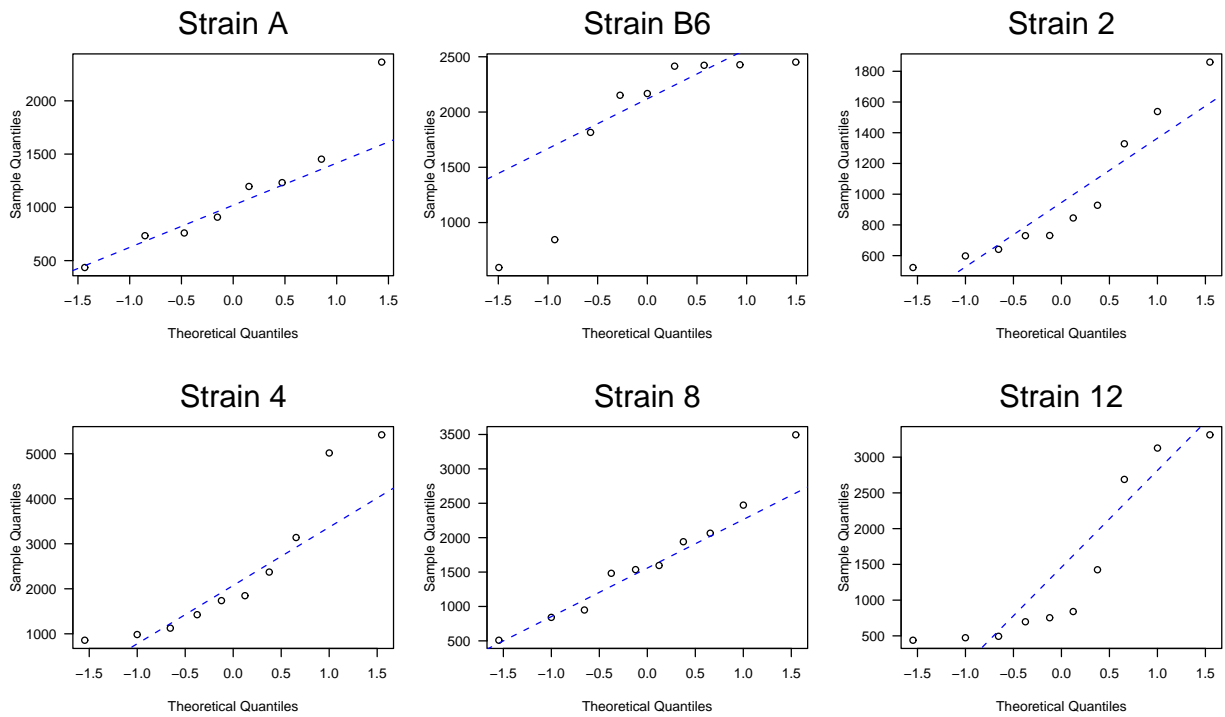 Strain A
Sample Quantiles
2000
1500
1000
500
−1.5 −1.0 −0.5 0.0 0.5 1.0 1.5
Theoretical Quantiles
Strain B6
Sample Quantiles
2500
2000
1500
1000
−1.5 −1.0 −0.5 0.0 0.5 1.0 1.5
Theoretical Quantiles
Strain 2
Sample Quantiles
1800
1600
1400
1200
1000
800
600
−1.5 −1.0 −0.5 0.0 0.5 1.0 1.5
Theoretical Quantiles
Strain 4
Sample Quantiles
5000
4000
3000
2000
1000
−1.5 −1.0 −0.5 0.0 0.5 1.0 1.5
Theoretical Quantiles
Strain 8
Sample Quantiles
3500
3000
2500
2000
1500
1000
500
−1.5 −1.0 −0.5 0.0 0.5 1.0 1.5
Theoretical Quantiles
Strain 12
Sample Quantiles
3000
2500
2000
1500
1000
500
−1.5 −1.0 −0.5 0.0 0.5 1.0 1.5
Theoretical Quantiles